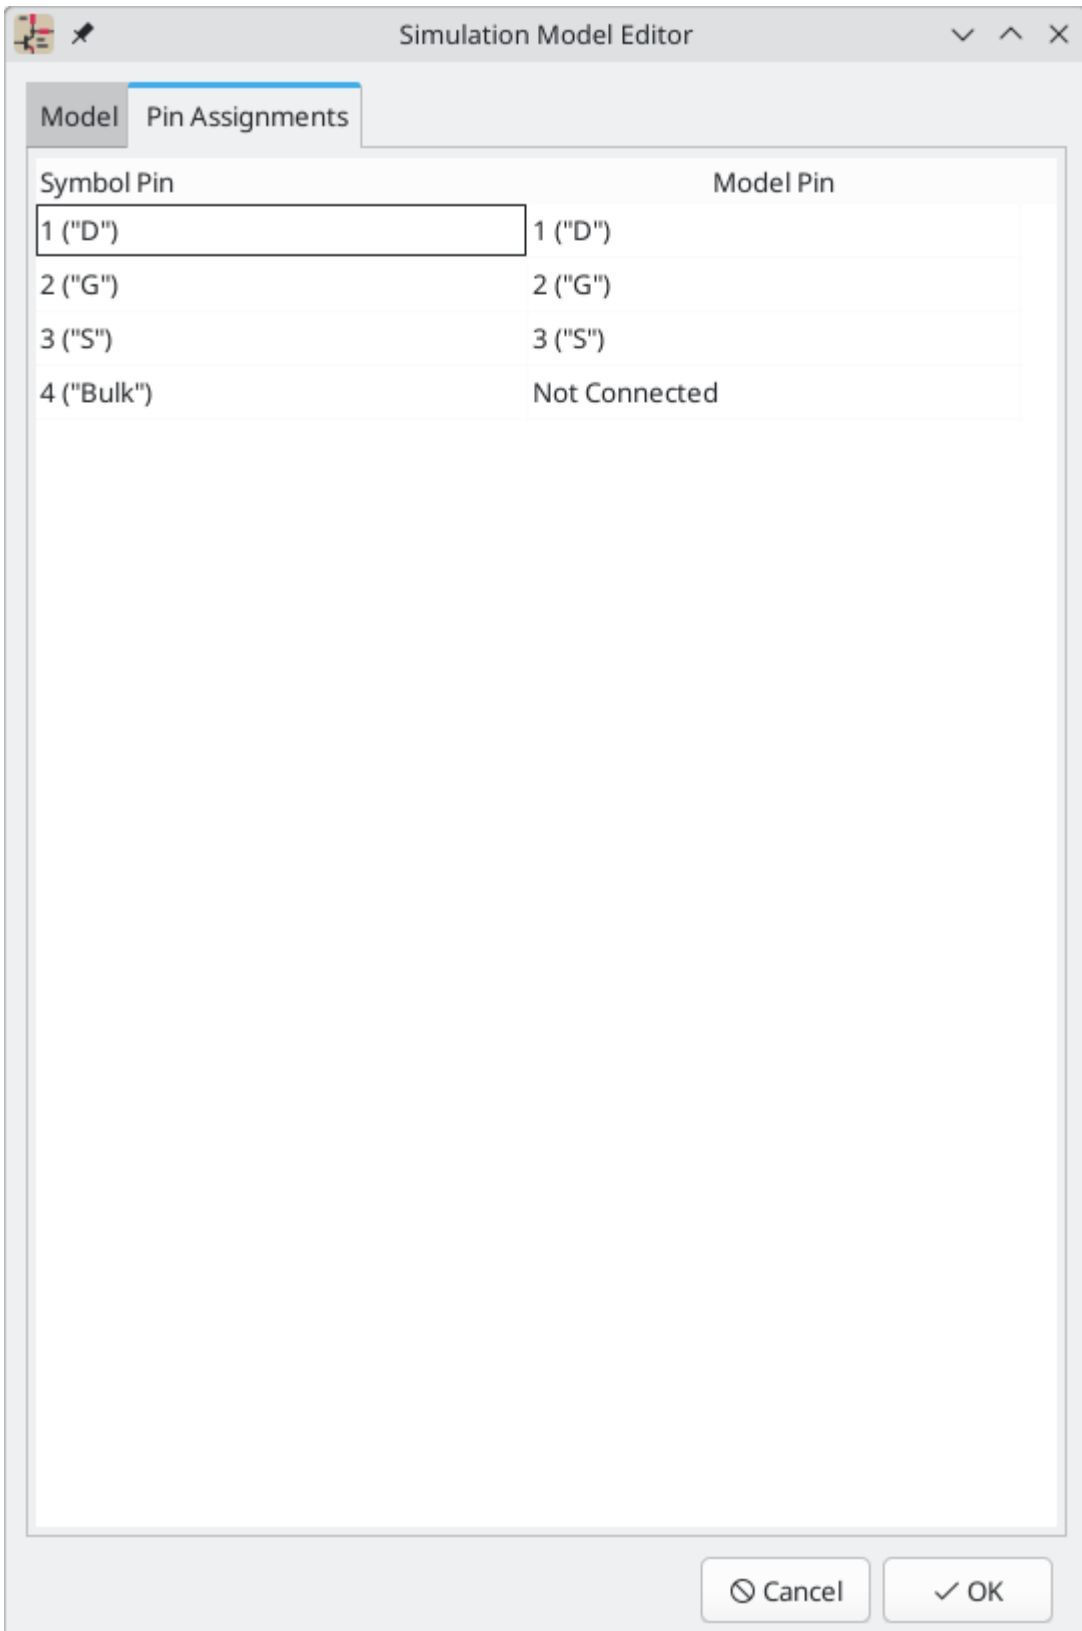 Simulation Model Editor
Model Pin Assignments
Symbol Pin Model Pin
1 ("D") 1 ("D")
2 ("G") 2 ("G")
3 ("S") 3 ("S")
4 ("Bulk") Not Connected
Cancel OK